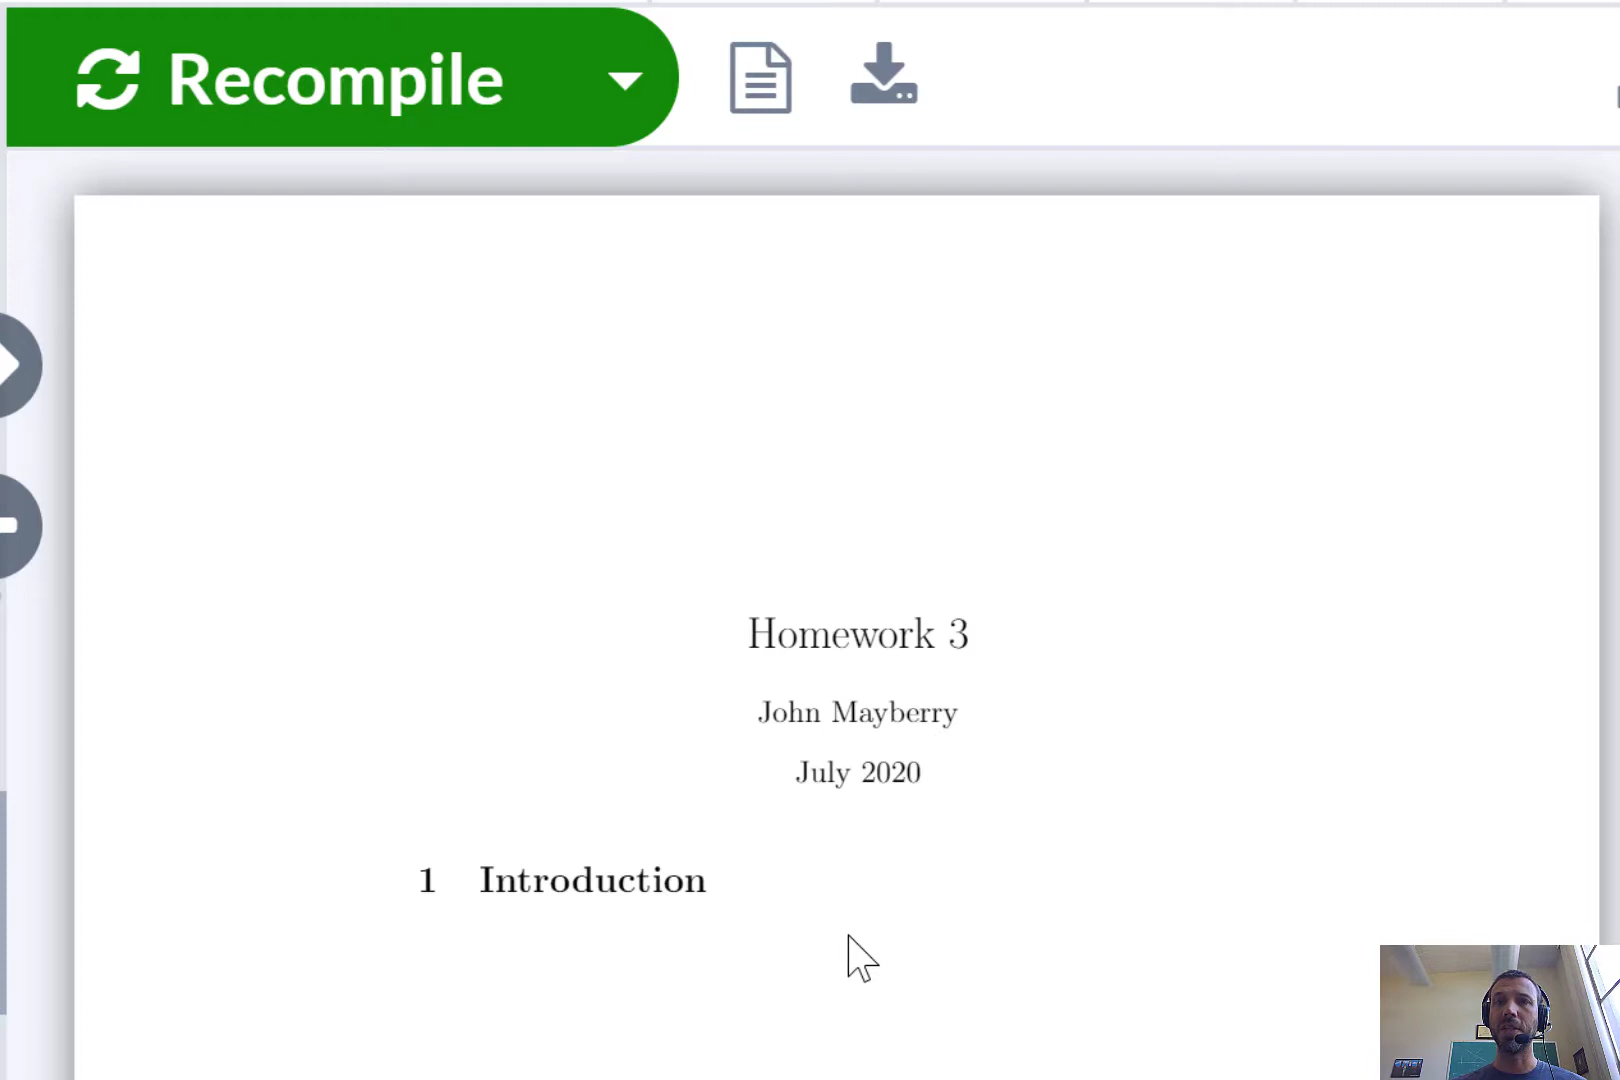 Recompile
Homework 3
John Mayberry
July 2020
1 Introduction